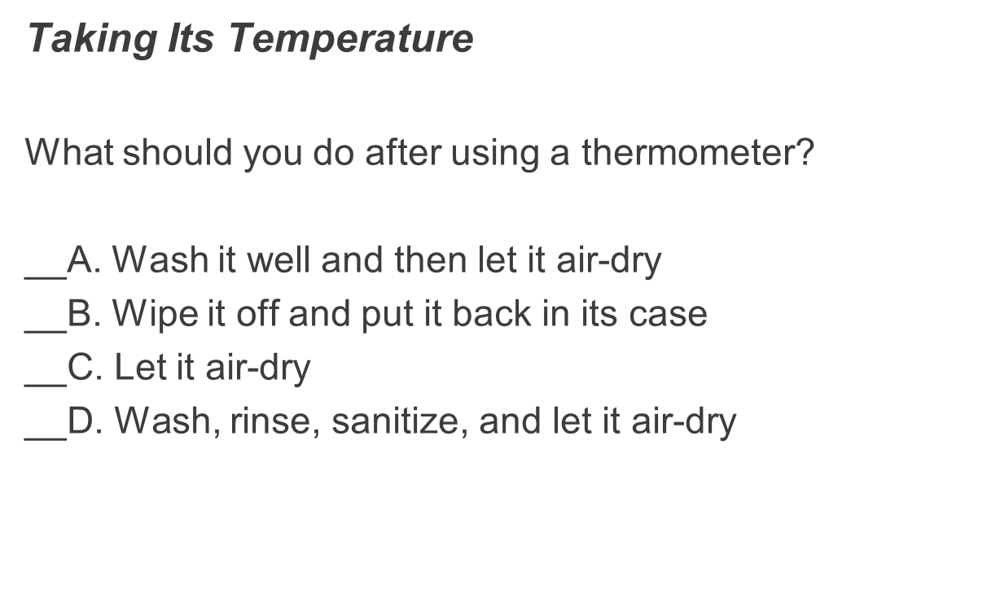 Taking Its Temperature
What should you do after using a thermometer?
__A. Wash it well and then let it air-dry
__B. Wipe it off and put it back in its case
__C. Let it air-dry
__D. Wash, rinse, sanitize, and let it air-dry